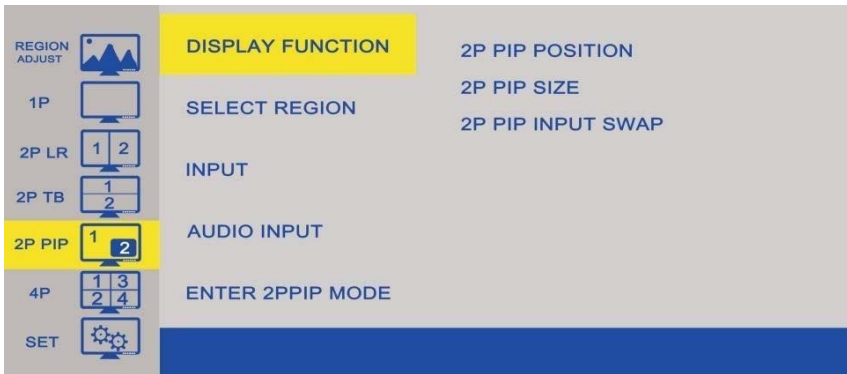 REGION
ADJUST
1P
2P LR
1 2
2P TB
1
2
2P PIP
1
2
4P
1 3
2 4
SET
DISPLAY FUNCTION
SELECT REGION
INPUT
AUDIO INPUT
ENTER 2PPIP MODE
2P PIP POSITION
2P PIP SIZE
2P PIP INPUT SWAP